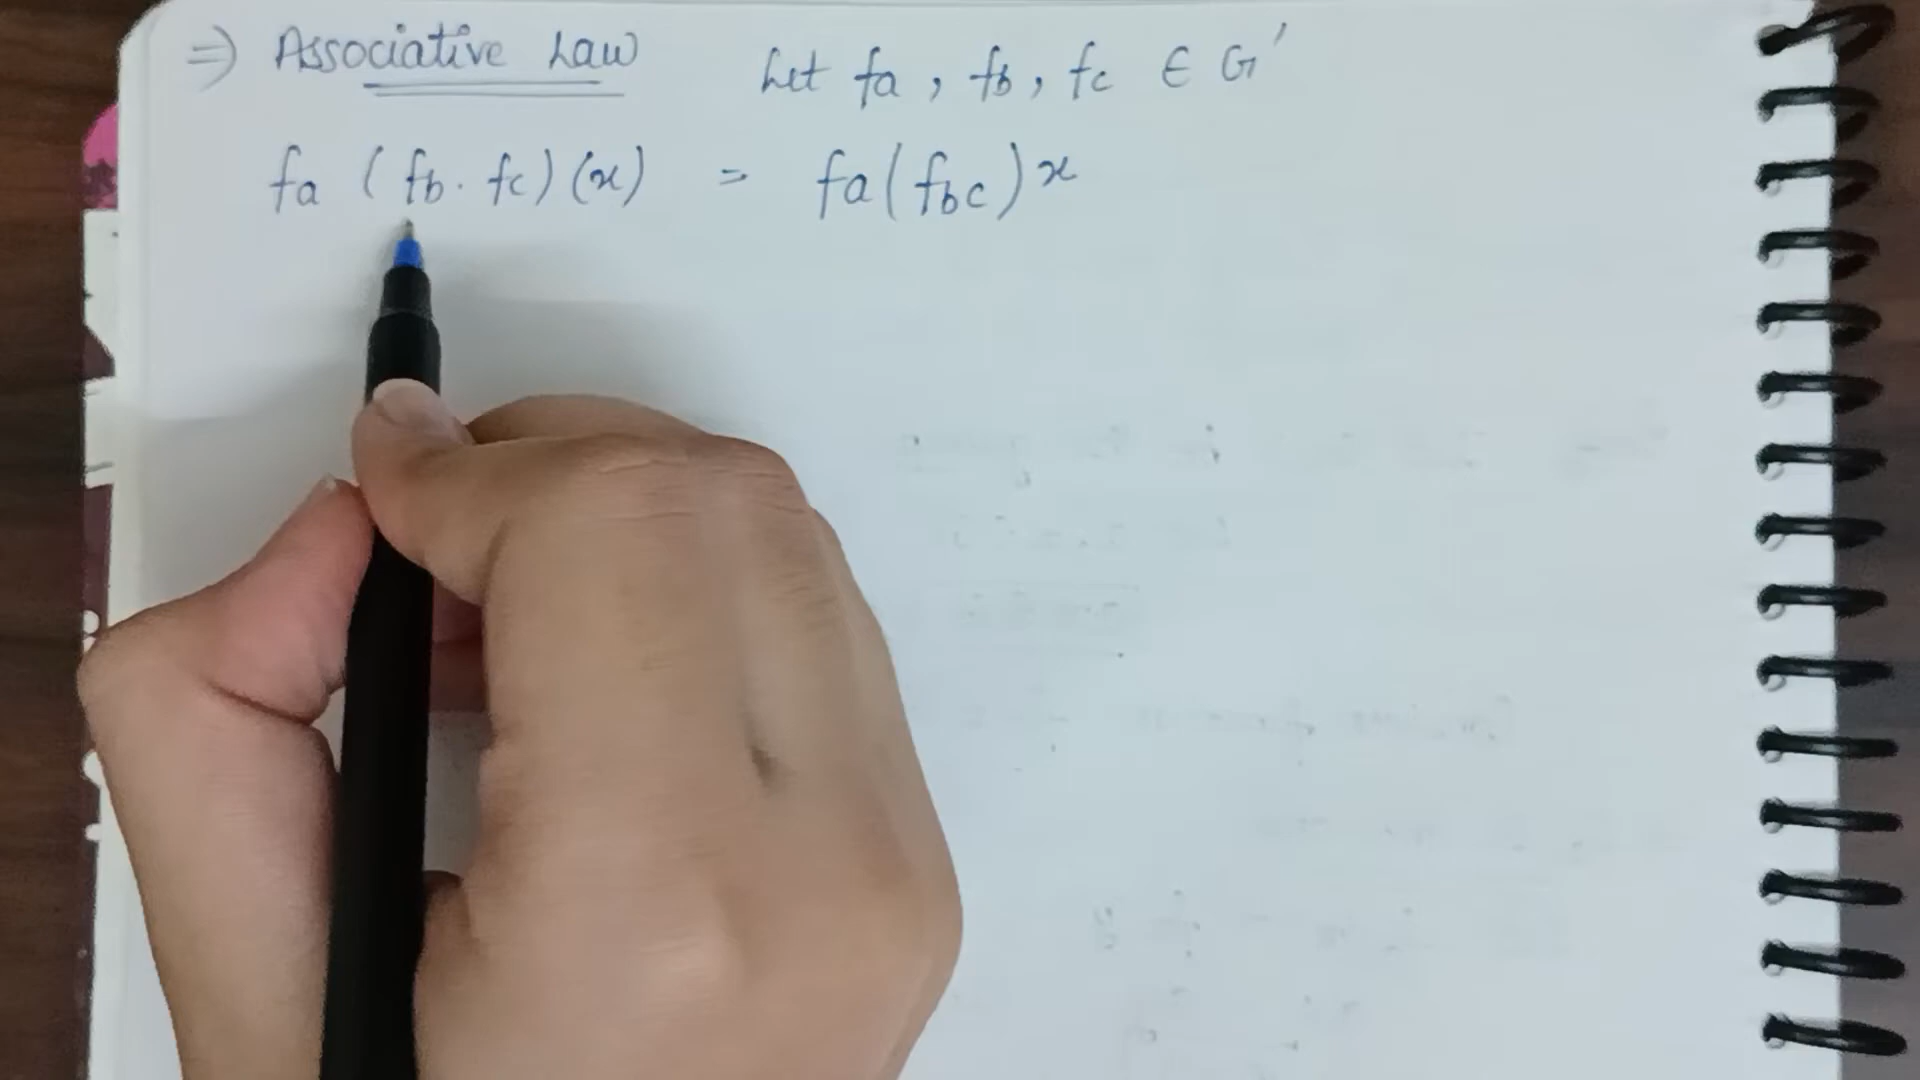 ⇒ Associative Law Let fa, fb, fc ∈ G'
fa (fb . fc)(x) = fa(fbc)x